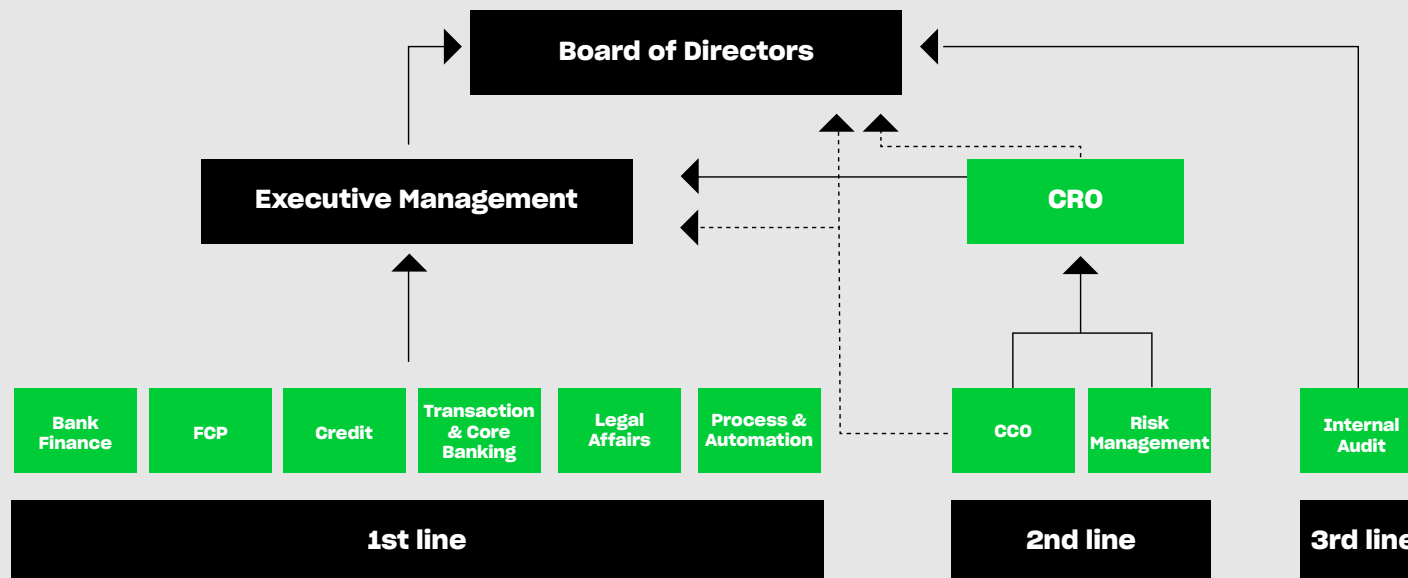 Board of Directors
Executive Management
CRO
Bank
Finance
FCP
Credit
Transaction
& Core
Banking
Legal
Affairs
Process &
Automation
CCO
Risk
Management
Internal
Audit
1st line
2nd line
3rd line